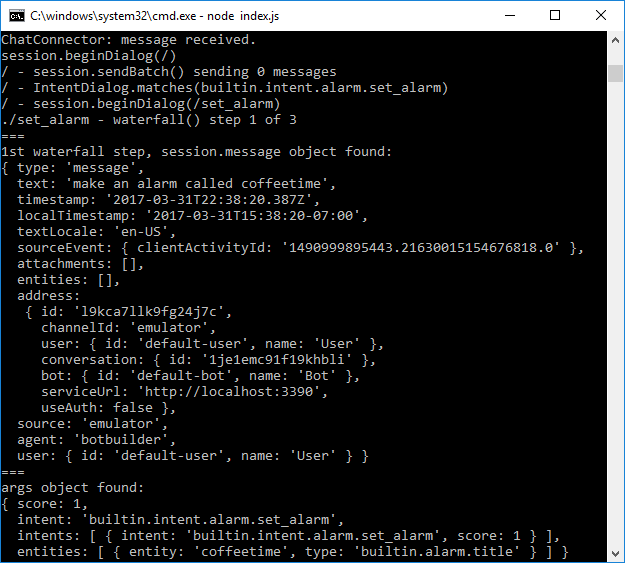 C:\windows\system32\cmd.exe - node  index.js
ChatConnector: message received.
session.beginDialog(/)
/ - session.sendBatch() sending 0 messages
/ - IntentDialog.matches(builtin.intent.alarm.set_alarm)
/ - session.beginDialog(/set_alarm)
./set_alarm - waterfall() step 1 of 3
===
1st waterfall step, session.message object found:
{ type: 'message',
  text: 'make an alarm called coffeetime',
  timestamp: '2017-03-31T22:38:20.387Z',
  localTimestamp: '2017-03-31T15:38:20-07:00',
  textLocale: 'en-US',
  sourceEvent: { clientActivityId: '1490999895443.21630015154676818.0' },
  attachments: [],
  entities: [],
  address:
   { id: 'l9kca7llk9fg24j7c',
     channelId: 'emulator',
     user: { id: 'default-user', name: 'User' },
     conversation: { id: '1je1emc91f19khbli' },
     bot: { id: 'default-bot', name: 'Bot' },
     serviceUrl: 'http://localhost:3390',
     useAuth: false },
  source: 'emulator',
  agent: 'botbuilder',
  user: { id: 'default-user', name: 'User' } }
===
args object found:
{ score: 1,
  intent: 'builtin.intent.alarm.set_alarm',
  intents: [ { intent: 'builtin.intent.alarm.set_alarm', score: 1 } ],
  entities: [ { entity: 'coffeetime', type: 'builtin.alarm.title' } ] }